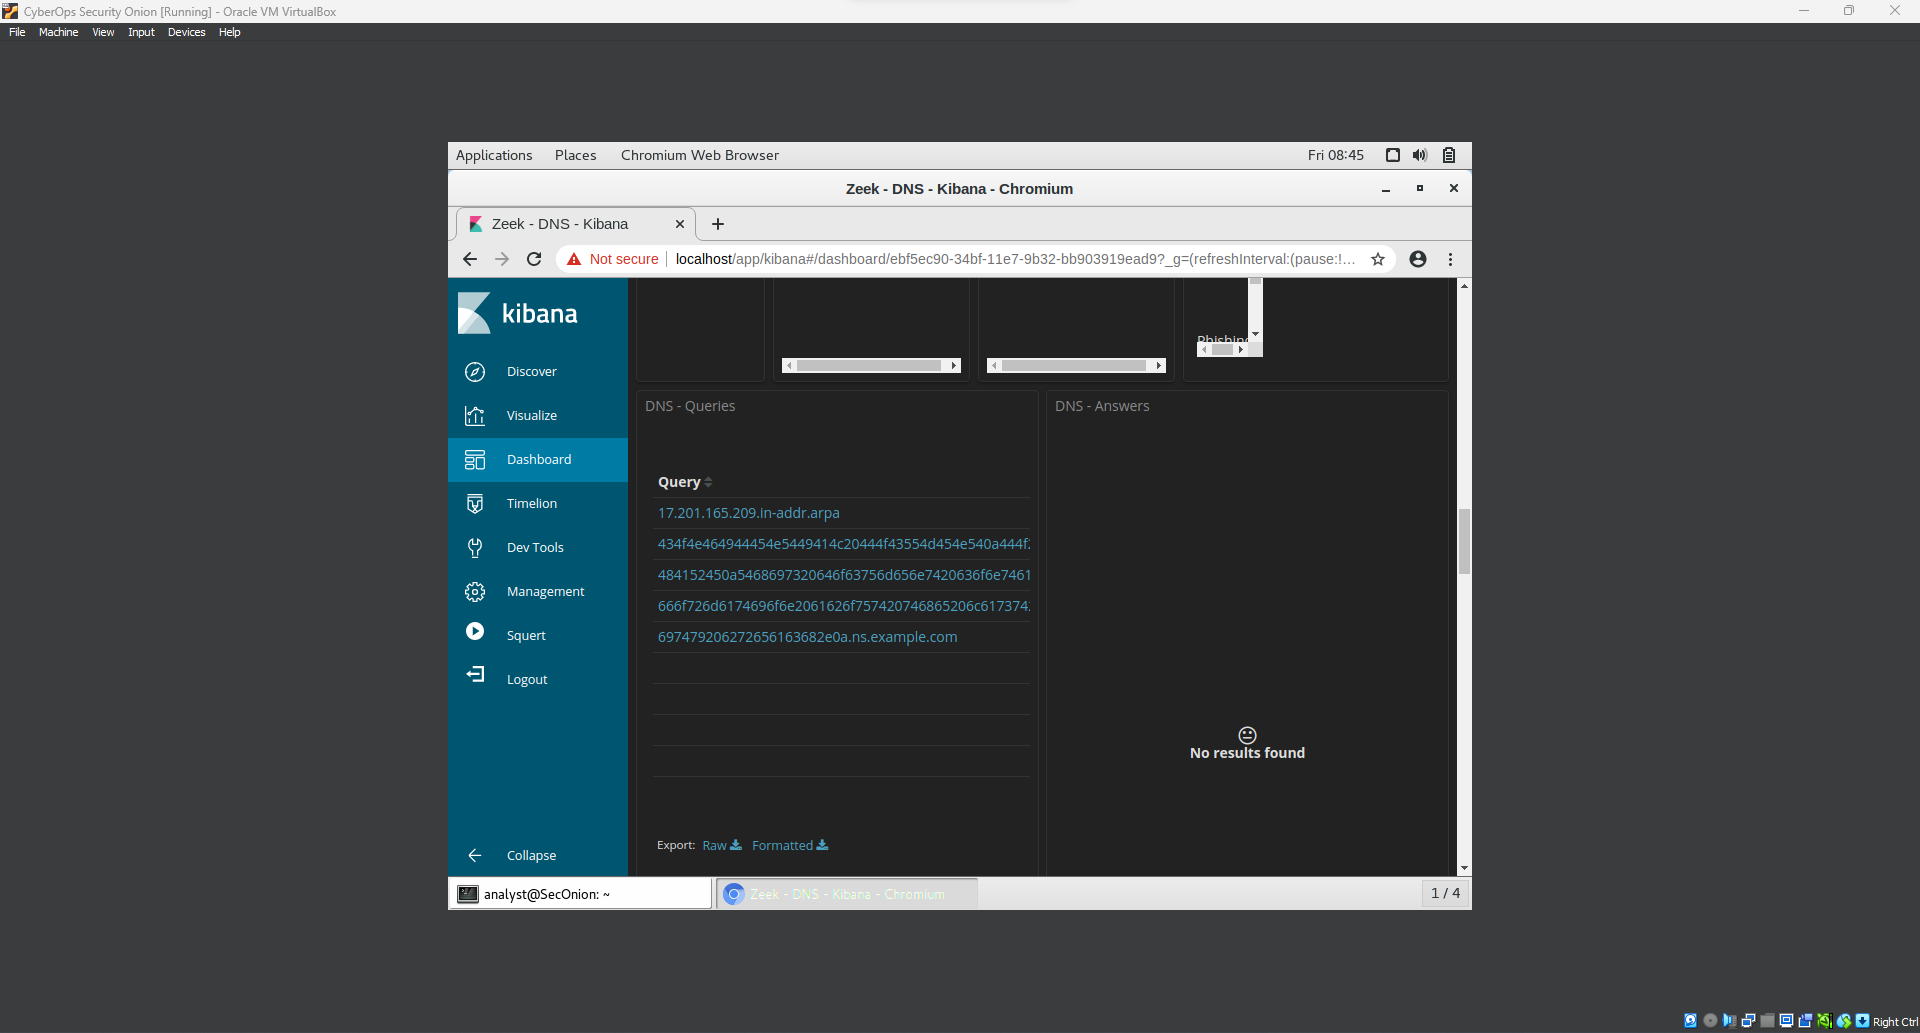 CyberOps Security Onion [Running] - Oracle VM VirtualBox
File Machine View Input Devices Help
Applications Places Chromium Web Browser Fri 08:45
Zeek - DNS - Kibana - Chromium
Zeek - DNS - Kibana
Not secure localhost/app/kibana#/dashboard/ebf5ec90-34bf-11e7-9b32-bb903919ead9?_g=(refreshInterval:(pause:!...
kibana
Discover
Visualize
Dashboard
Timelion
Dev Tools
Management
Squert
Logout
Collapse
Phishing
DNS - Queries
Query
17.201.165.209.in-addr.arpa
434f4e464944454e5449414c20444f43554d454e540a444f
484152450a5468697320646f63756d656e7420636f6e7461
666f726d6174696f6e2061626f757420746865206c617374
697479206272656163682e0a.ns.example.com
Export: Raw Formatted
DNS - Answers
No results found
analyst@SecOnion: ~
Zeek - DNS - Kibana - Chromium
1 / 4
Right Ctrl